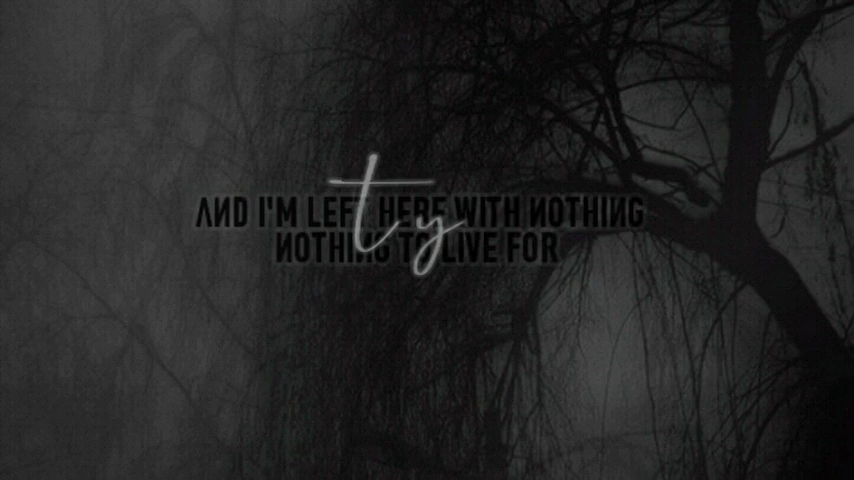 ty
AND I'M LEFT HERE WITH NOTHING
NOTHING TO LIVE FOR